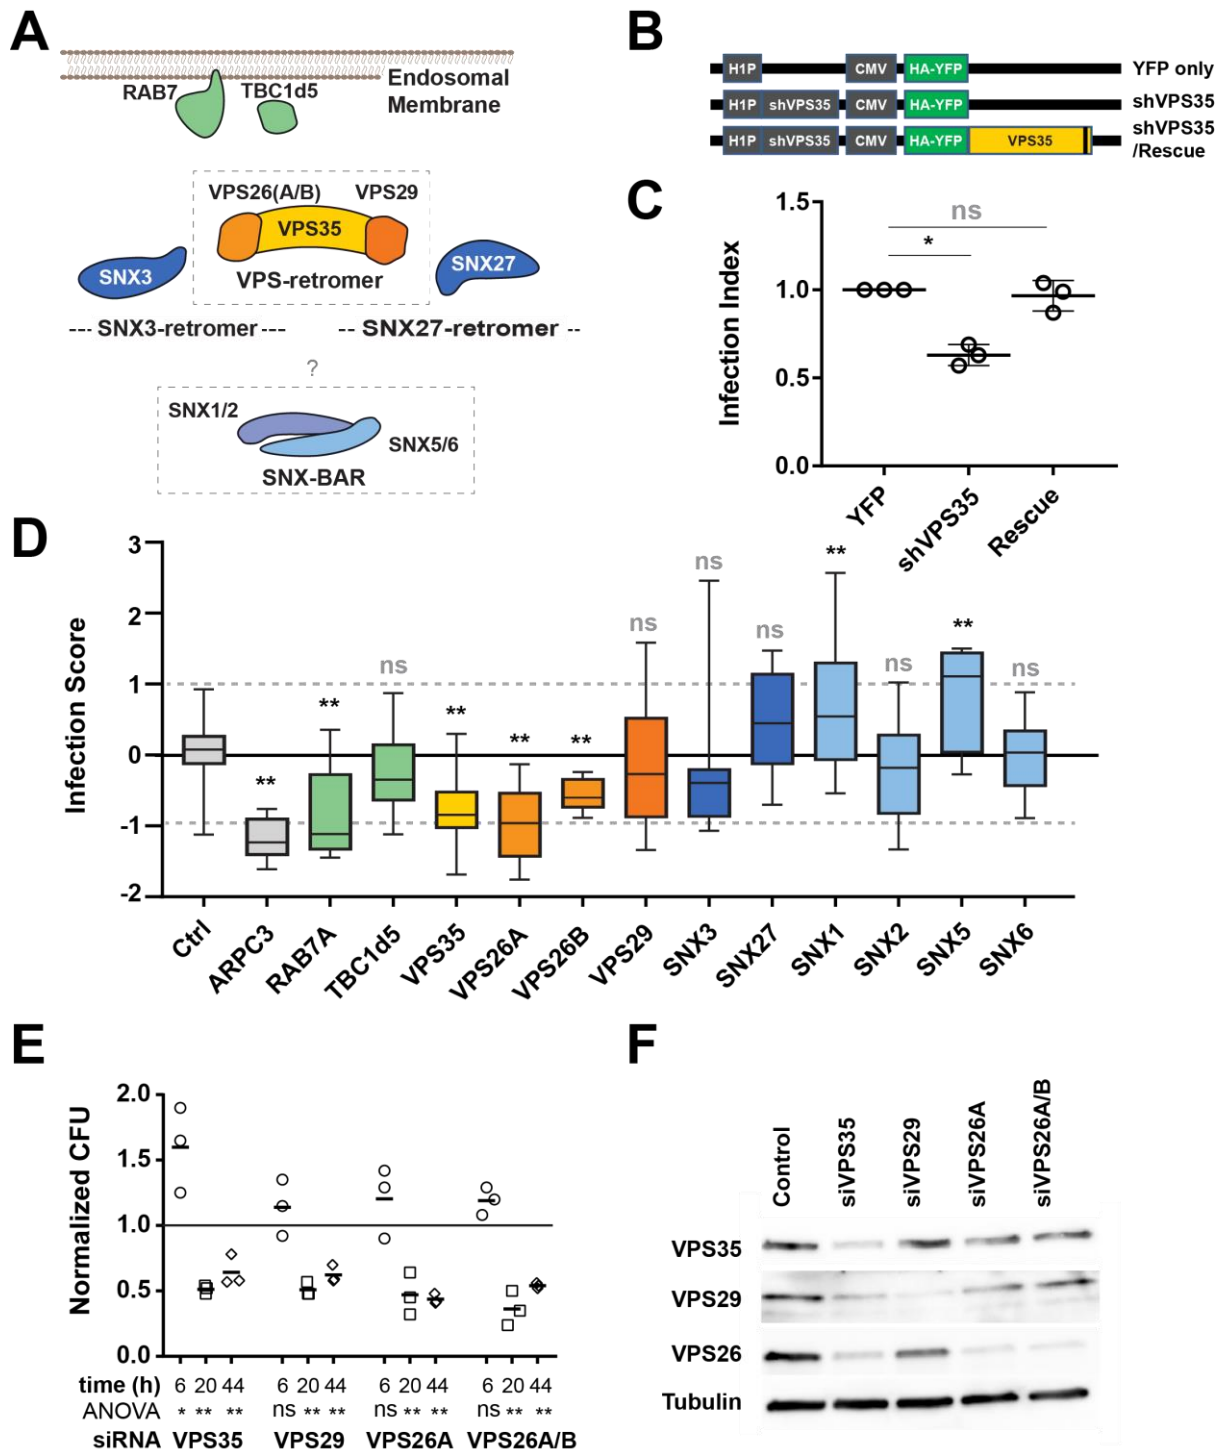 A
RAB7
TBC1d5
Endosomal
Membrane
VPS26(A/B)
VPS29
VPS35
VPS-retromer
SNX3
SNX27
--- SNX3-retromer ---
-- SNX27-retromer --
?
SNX1/2
SNX5/6
SNX-BAR
B
H1P
CMV
HA-YFP
YFP only
H1P
shVPS35
CMV
HA-YFP
shVPS35
H1P
shVPS35
CMV
HA-YFP
VPS35
shVPS35
/Rescue
C
Infection Index
1.5
1.0
0.5
0.0
ns
*
YFP
shVPS35
Rescue
D
Infection Score
3
2
1
0
-1
-2
**
**
ns
**
**
**
ns
ns
ns
**
ns
**
ns
Ctrl
ARPC3
RAB7A
TBC1d5
VPS35
VPS26A
VPS26B
VPS29
SNX3
SNX27
SNX1
SNX2
SNX5
SNX6
E
Normalized CFU
2.0
1.5
1.0
0.5
0.0
time (h) 6 20 44 6 20 44 6 20 44 6 20 44
ANOVA * ** ** ns ** ** ns ** ** ns ** **
siRNA VPS35 VPS29 VPS26A VPS26A/B
F
Control
siVPS35
siVPS29
siVPS26A
siVPS26A/B
VPS35
VPS29
VPS26
Tubulin